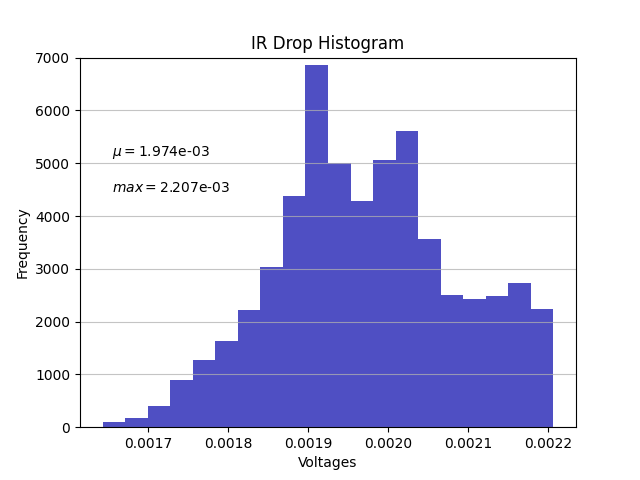 IR Drop Histogram
7000
6000
5000
4000
3000
2000
1000
0
Frequency
μ = 1.974e-03
max = 2.207e-03
0.0017 0.0018 0.0019 0.0020 0.0021 0.0022
Voltages